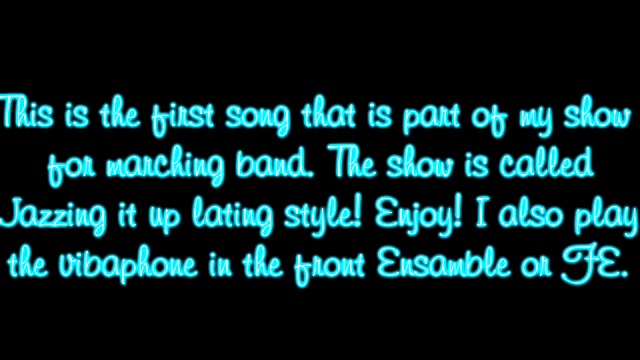 This is the first song that is part of my show
for marching band. The show is called
Jazzing it up lating style! Enjoy! I also play
the vibaphone in the front Ensamble or FE.